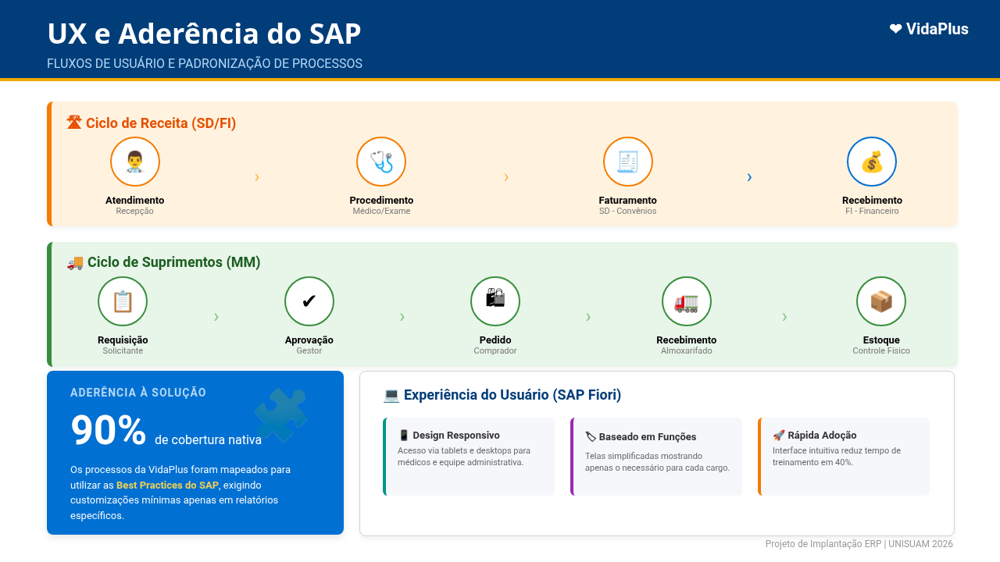 UX e Aderência do SAP
❤ VidaPlus
FLUXOS DE USUÁRIO E PADRONIZAÇÃO DE PROCESSOS
Ciclo de Receita (SD/FI)
Atendimento
Recepção
Procedimento
Médico/Exame
Faturamento
SD - Convênios
Recebimento
FI - Financeiro
Ciclo de Suprimentos (MM)
Requisição
Solicitante
Aprovação
Gestor
Pedido
Comprador
Recebimento
Almoxarifado
Estoque
Controle Físico
ADERÊNCIA À SOLUÇÃO
90% de cobertura nativa
Os processos da VidaPlus foram mapeados para
utilizar as Best Practices do SAP, exigindo
customizações mínimas apenas em relatórios
específicos.
Experiência do Usuário (SAP Fiori)
Design Responsivo
Acesso via tablets e desktops para
médicos e equipe administrativa.
Baseado em Funções
Telas simplificadas mostrando
apenas o necessário para cada cargo.
Rápida Adoção
Interface intuitiva reduz tempo de
treinamento em 40%.
Projeto de Implantação ERP | UNISUAM 2026